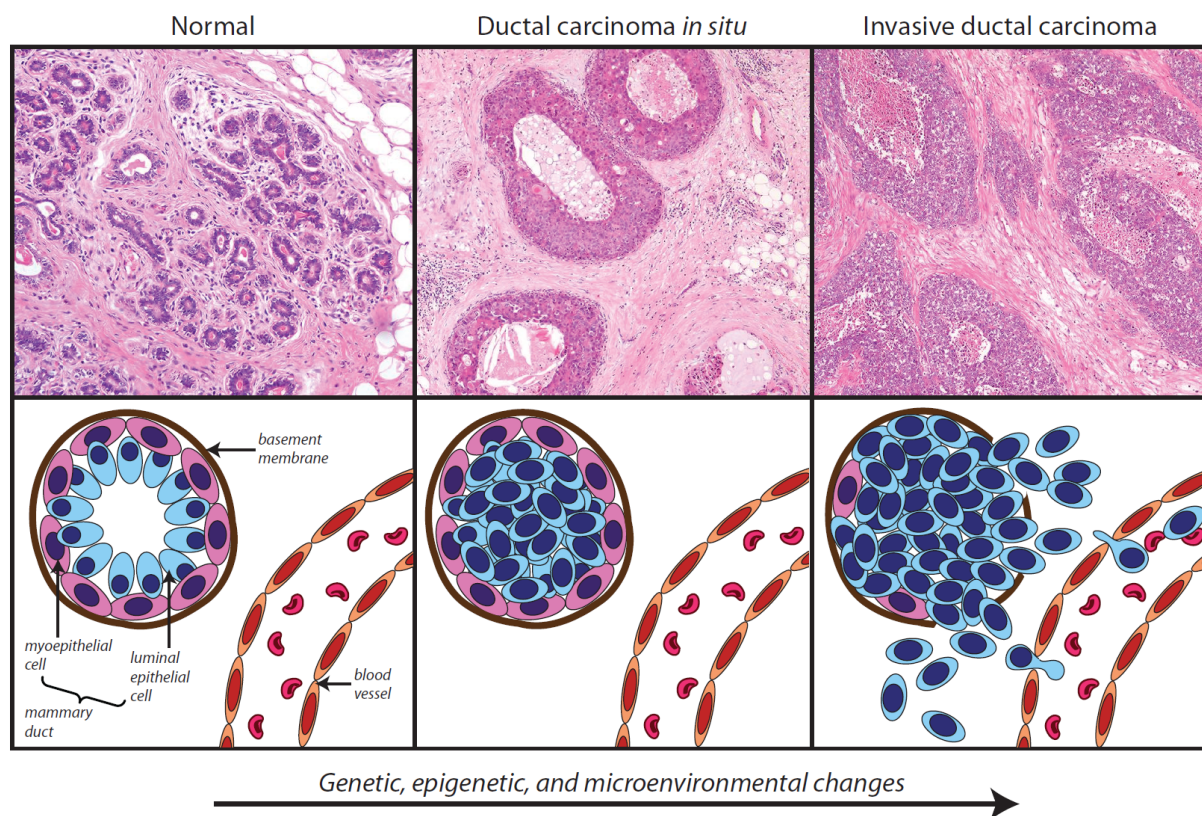 Normal
Ductal carcinoma in situ
Invasive ductal carcinoma
basement
membrane
myoepithelial
cell
luminal
epithelial
cell
mammary
duct
blood
vessel
Genetic, epigenetic, and microenvironmental changes